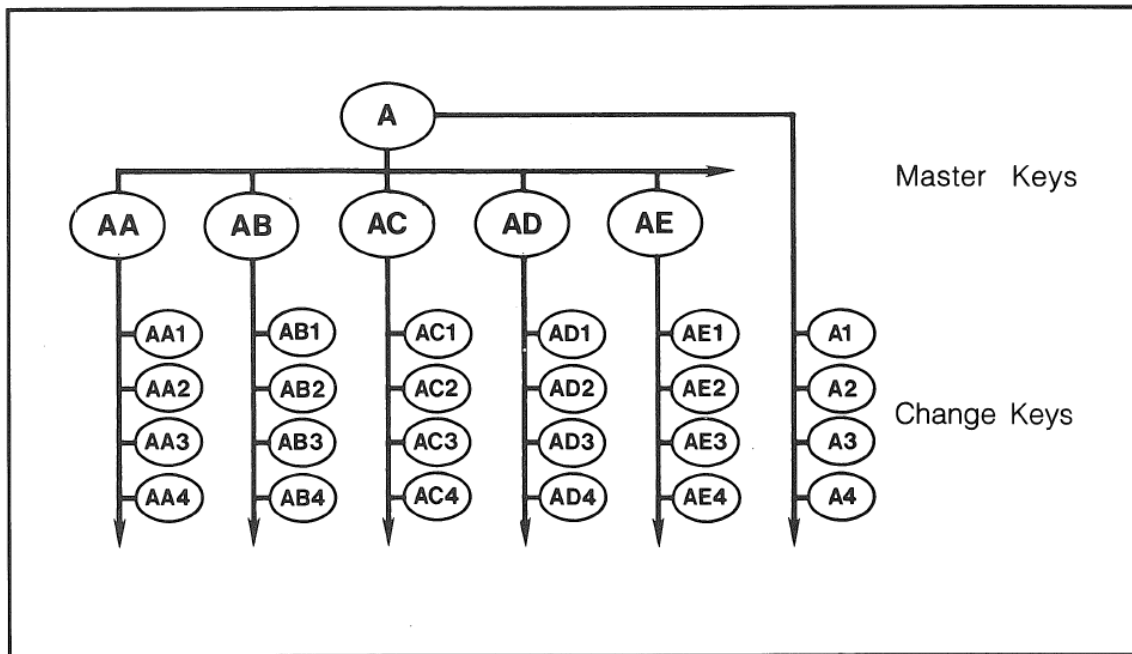 A
Master Keys
AA AB AC AD AE
AA1 AB1 AC1 AD1 AE1 A1
AA2 AB2 AC2 AD2 AE2 A2
Change Keys
AA3 AB3 AC3 AD3 AE3 A3
AA4 AB4 AC4 AD4 AE4 A4